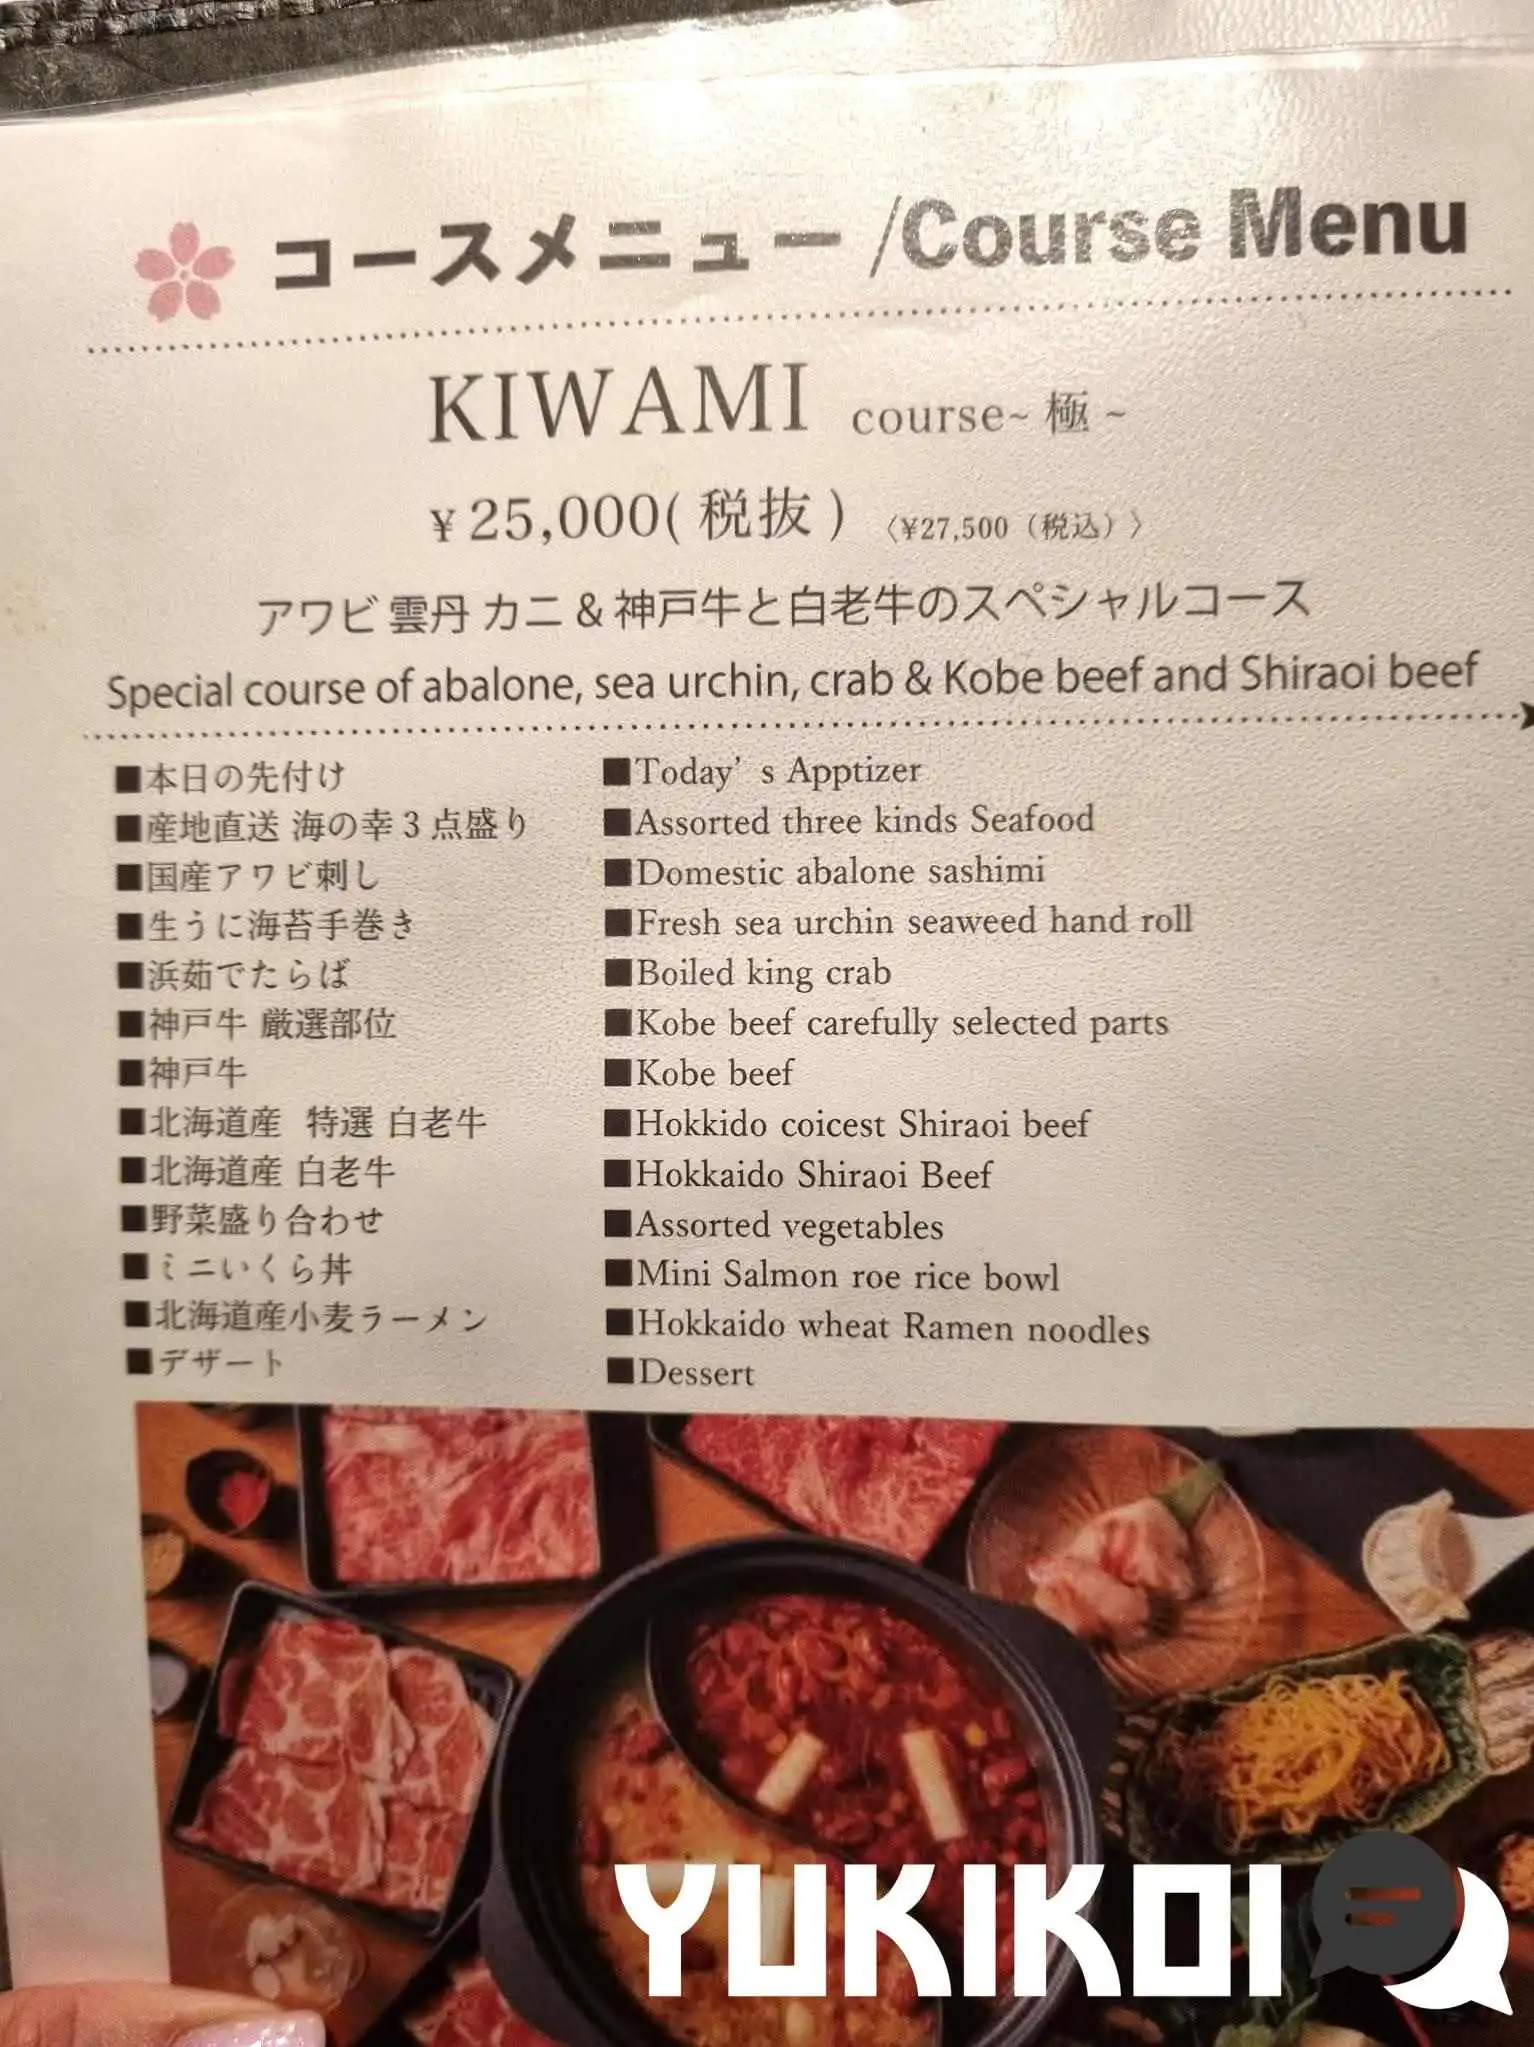 コースメニュー /Course Menu
KIWAMI course~ 極 ~
¥25,000( 税抜 ) 〈¥27,500（税込）〉
アワビ 雲丹 カニ & 神戸牛と白老牛のスペシャルコース
Special course of abalone, sea urchin, crab & Kobe beef and Shiraoi beef
■本日の先付け ■Today’ s Apptizer
■産地直送 海の幸３点盛り ■Assorted three kinds Seafood
■国産アワビ刺し ■Domestic abalone sashimi
■生うに海苔手巻き ■Fresh sea urchin seaweed hand roll
■浜茹でたらば ■Boiled king crab
■神戸牛 厳選部位 ■Kobe beef carefully selected parts
■神戸牛 ■Kobe beef
■北海道産 特選 白老牛 ■Hokkido coicest Shiraoi beef
■北海道産 白老牛 ■Hokkaido Shiraoi Beef
■野菜盛り合わせ ■Assorted vegetables
■ミニいくら丼 ■Mini Salmon roe rice bowl
■北海道産小麦ラーメン ■Hokkaido wheat Ramen noodles
■デザート ■Dessert
YUKIKOI